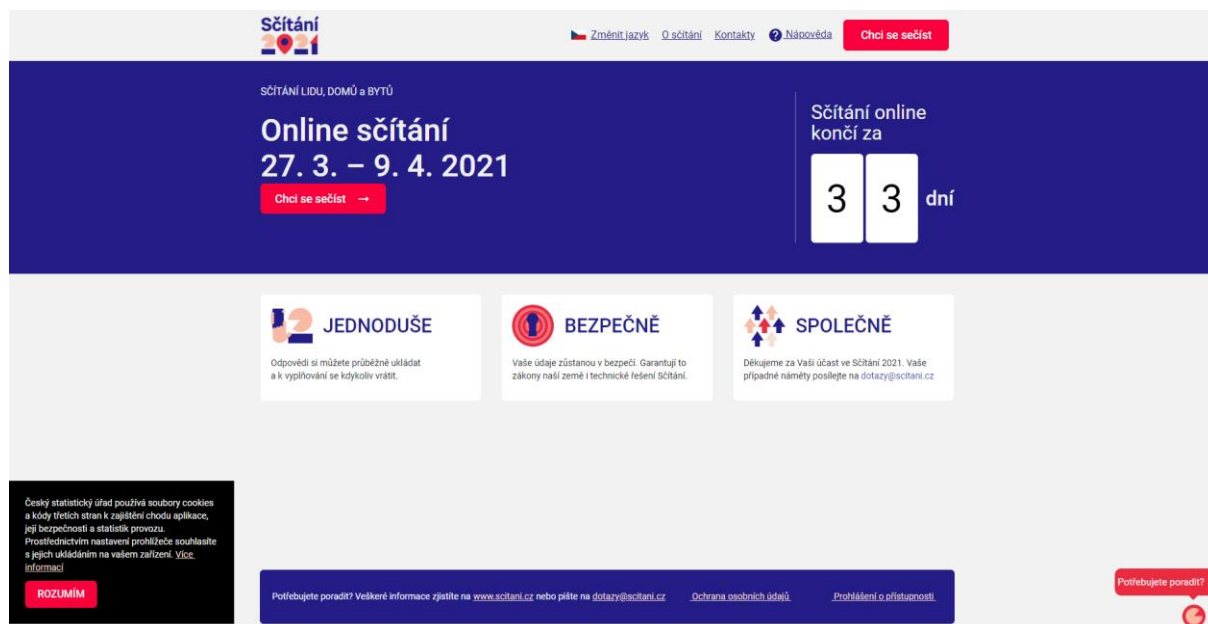 Sčítání
2021
Změnit jazyk O sčítání Kontakty ? Nápověda Chci se sečíst
SČÍTÁNÍ LIDU, DOMŮ a BYTŮ
Online sčítání
27. 3. – 9. 4. 2021
Chci se sečíst →
Sčítání online
končí za
3 3 dní
JEDNODUŠE
Odpovědi si můžete průběžně ukládat
a k vyplňování se kdykoliv vrátit.
BEZPEČNĚ
Vaše údaje zůstanou v bezpečí. Garantují to
zákony naší země i technické řešení Sčítání.
SPOLEČNĚ
Děkujeme za Vaši účast ve Sčítání 2021. Vaše
případné náměty posílejte na dotazy@scitani.cz
Český statistický úřad používá soubory cookies
a kódy třetích stran k zajištění chodu aplikace,
její bezpečnosti a statistik provozu.
Prostřednictvím nastavení prohlížeče souhlasíte
s jejich ukládáním na vašem zařízení. Více
informací
ROZUMÍM
Potřebujete poradit? Veškeré informace zjistíte na www.scitani.cz nebo pište na dotazy@scitani.cz Ochrana osobních údajů Prohlášení o přístupnosti
Potřebujete poradit?